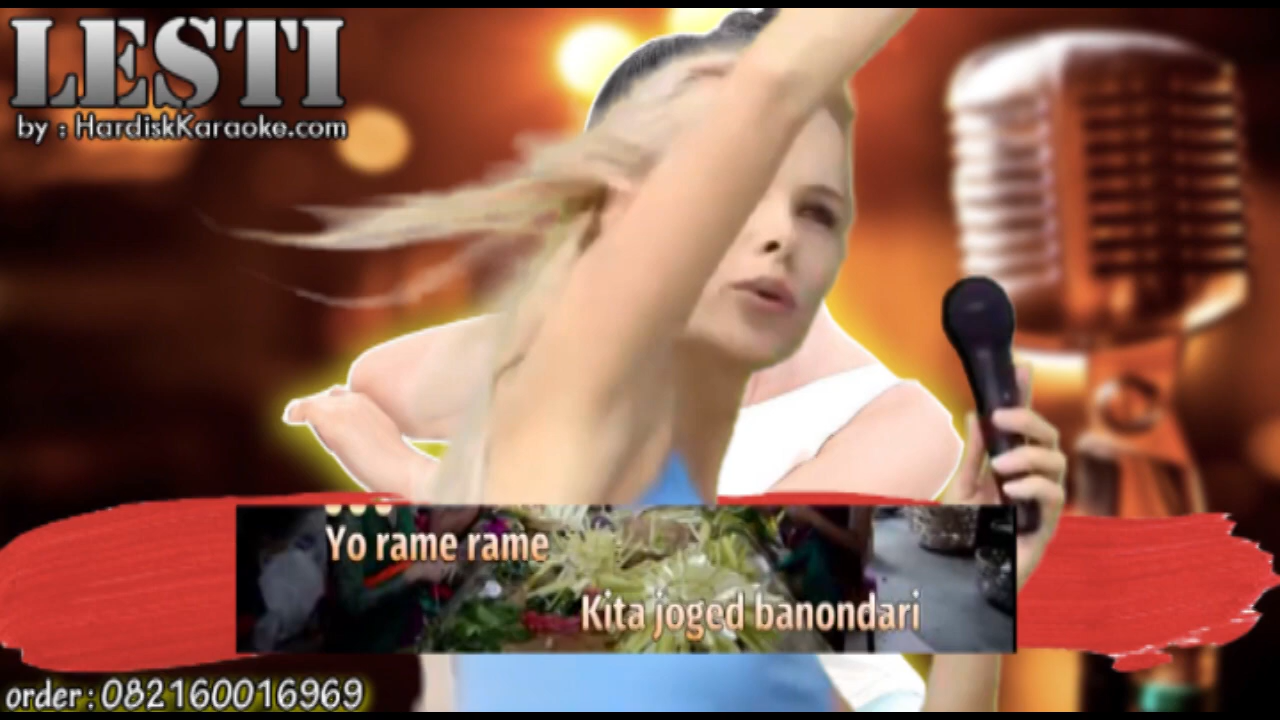 LESTI
by : HardiskKaraoke.com
Yo rame rame
Kita joged banondari
order : 082160016969